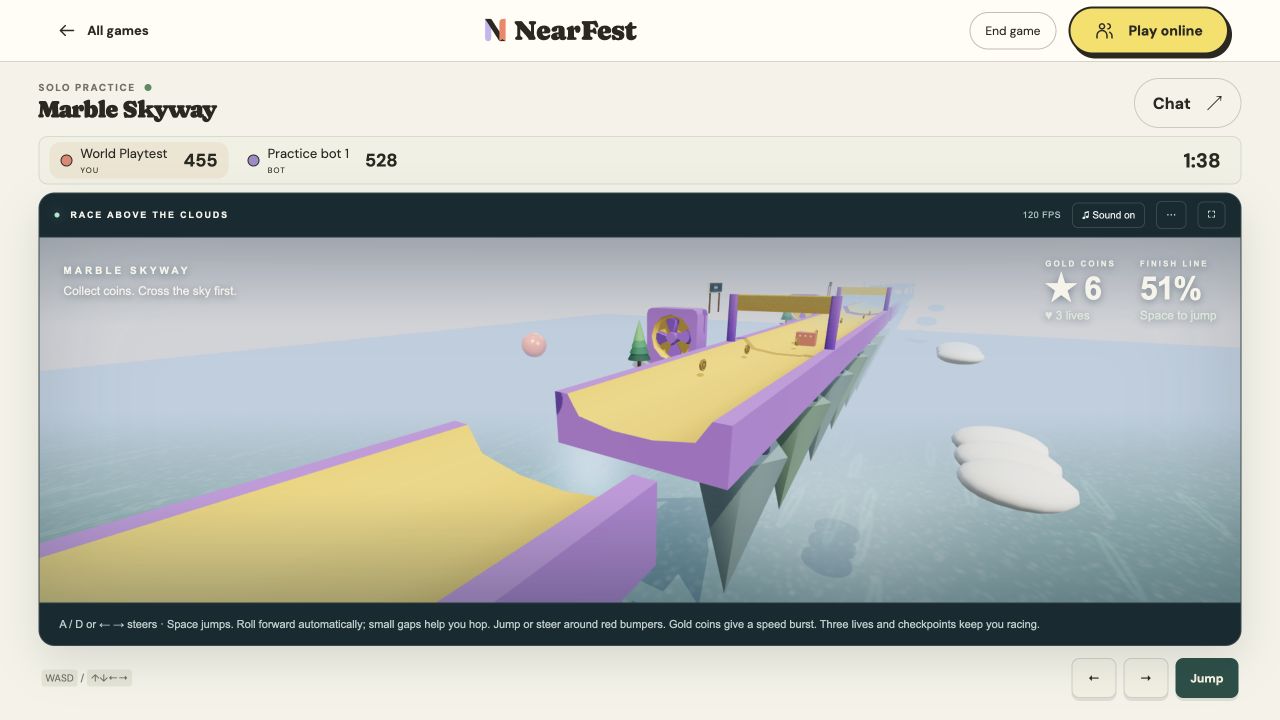 ← All games
NearFest
End game
Play online
SOLO PRACTICE
Marble Skyway
Chat ↗
World Playtest
YOU
455
Practice bot 1
BOT
528
1:38
RACE ABOVE THE CLOUDS
120 FPS
♫ Sound on
···
MARBLE SKYWAY
Collect coins. Cross the sky first.
GOLD COINS
★ 6
♥ 3 lives
FINISH LINE
51%
Space to jump
A / D or ← → steers · Space jumps. Roll forward automatically; small gaps help you hop. Jump or steer around red bumpers. Gold coins give a speed burst. Three lives and checkpoints keep you racing.
WASD / ↑↓←→
←
→
Jump